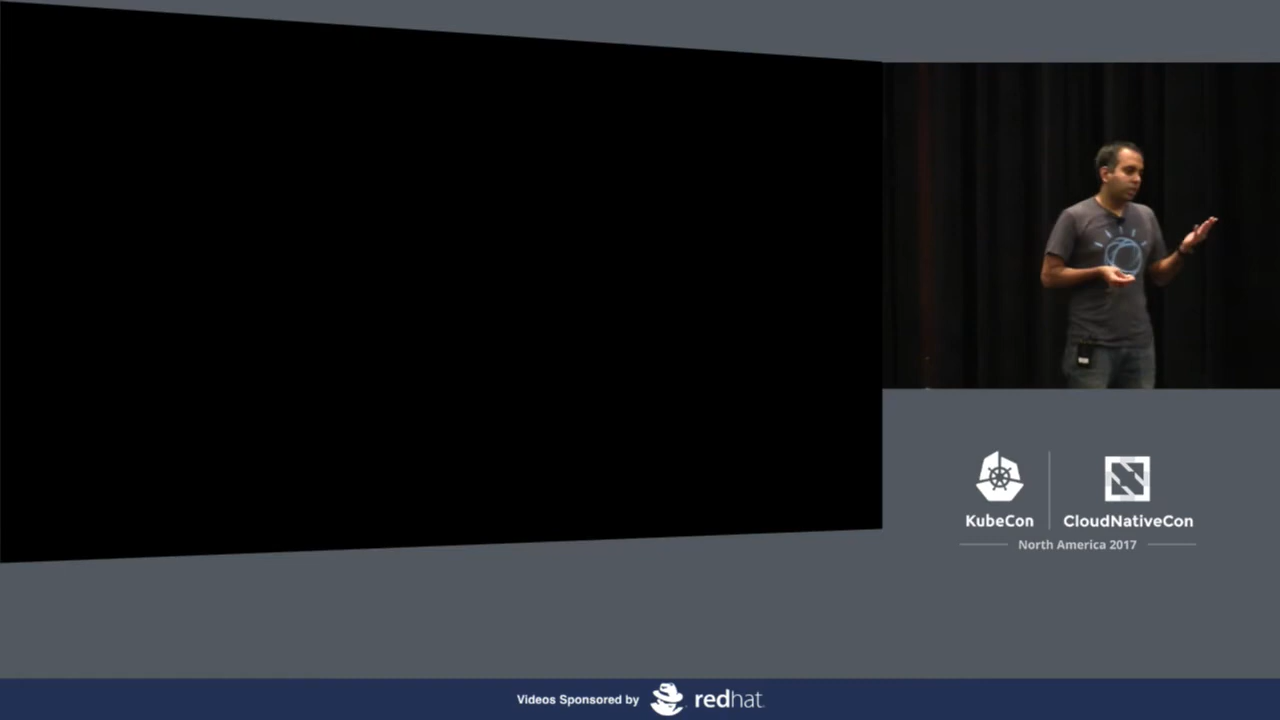 KubeCon
CloudNativeCon
North America 2017
Videos Sponsored by redhat.